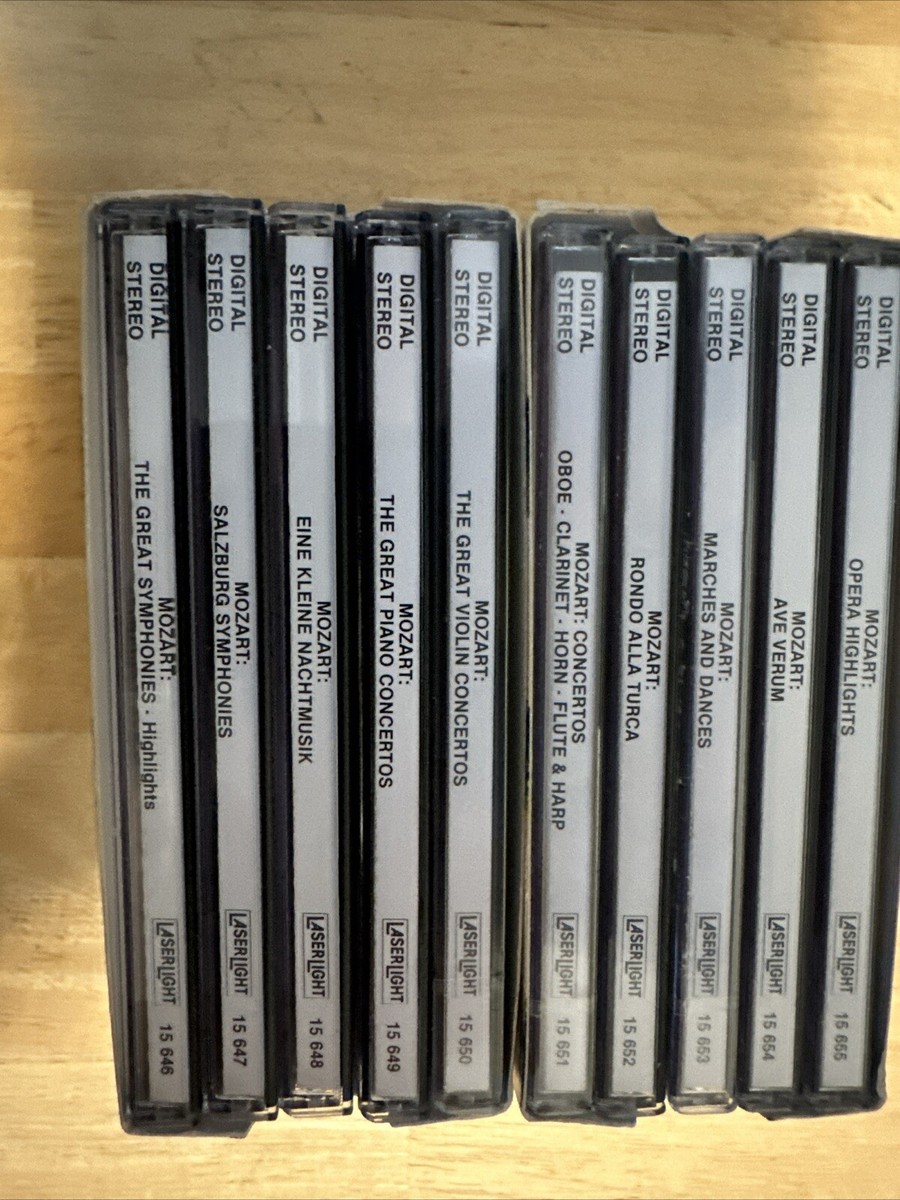 DIGITAL
STEREO
MOZART:
THE GREAT SYMPHONIES · Highlights
LASERLIGHT
15 646
DIGITAL
STEREO
MOZART:
SALZBURG SYMPHONIES
LASERLIGHT
15 647
DIGITAL
STEREO
MOZART:
EINE KLEINE NACHTMUSIK
LASERLIGHT
15 648
DIGITAL
STEREO
MOZART:
THE GREAT PIANO CONCERTOS
LASERLIGHT
15 649
DIGITAL
STEREO
MOZART:
THE GREAT VIOLIN CONCERTOS
LASERLIGHT
15 650
DIGITAL
STEREO
MOZART: CONCERTOS
OBOE · CLARINET · HORN · FLUTE & HARP
LASERLIGHT
15 651
DIGITAL
STEREO
MOZART:
RONDO ALLA TURCA
LASERLIGHT
15 652
DIGITAL
STEREO
MOZART:
MARCHES AND DANCES
LASERLIGHT
15 653
DIGITAL
STEREO
MOZART:
AVE VERUM
LASERLIGHT
15 654
DIGITAL
STEREO
MOZART:
OPERA HIGHLIGHTS
LASERLIGHT
15 655